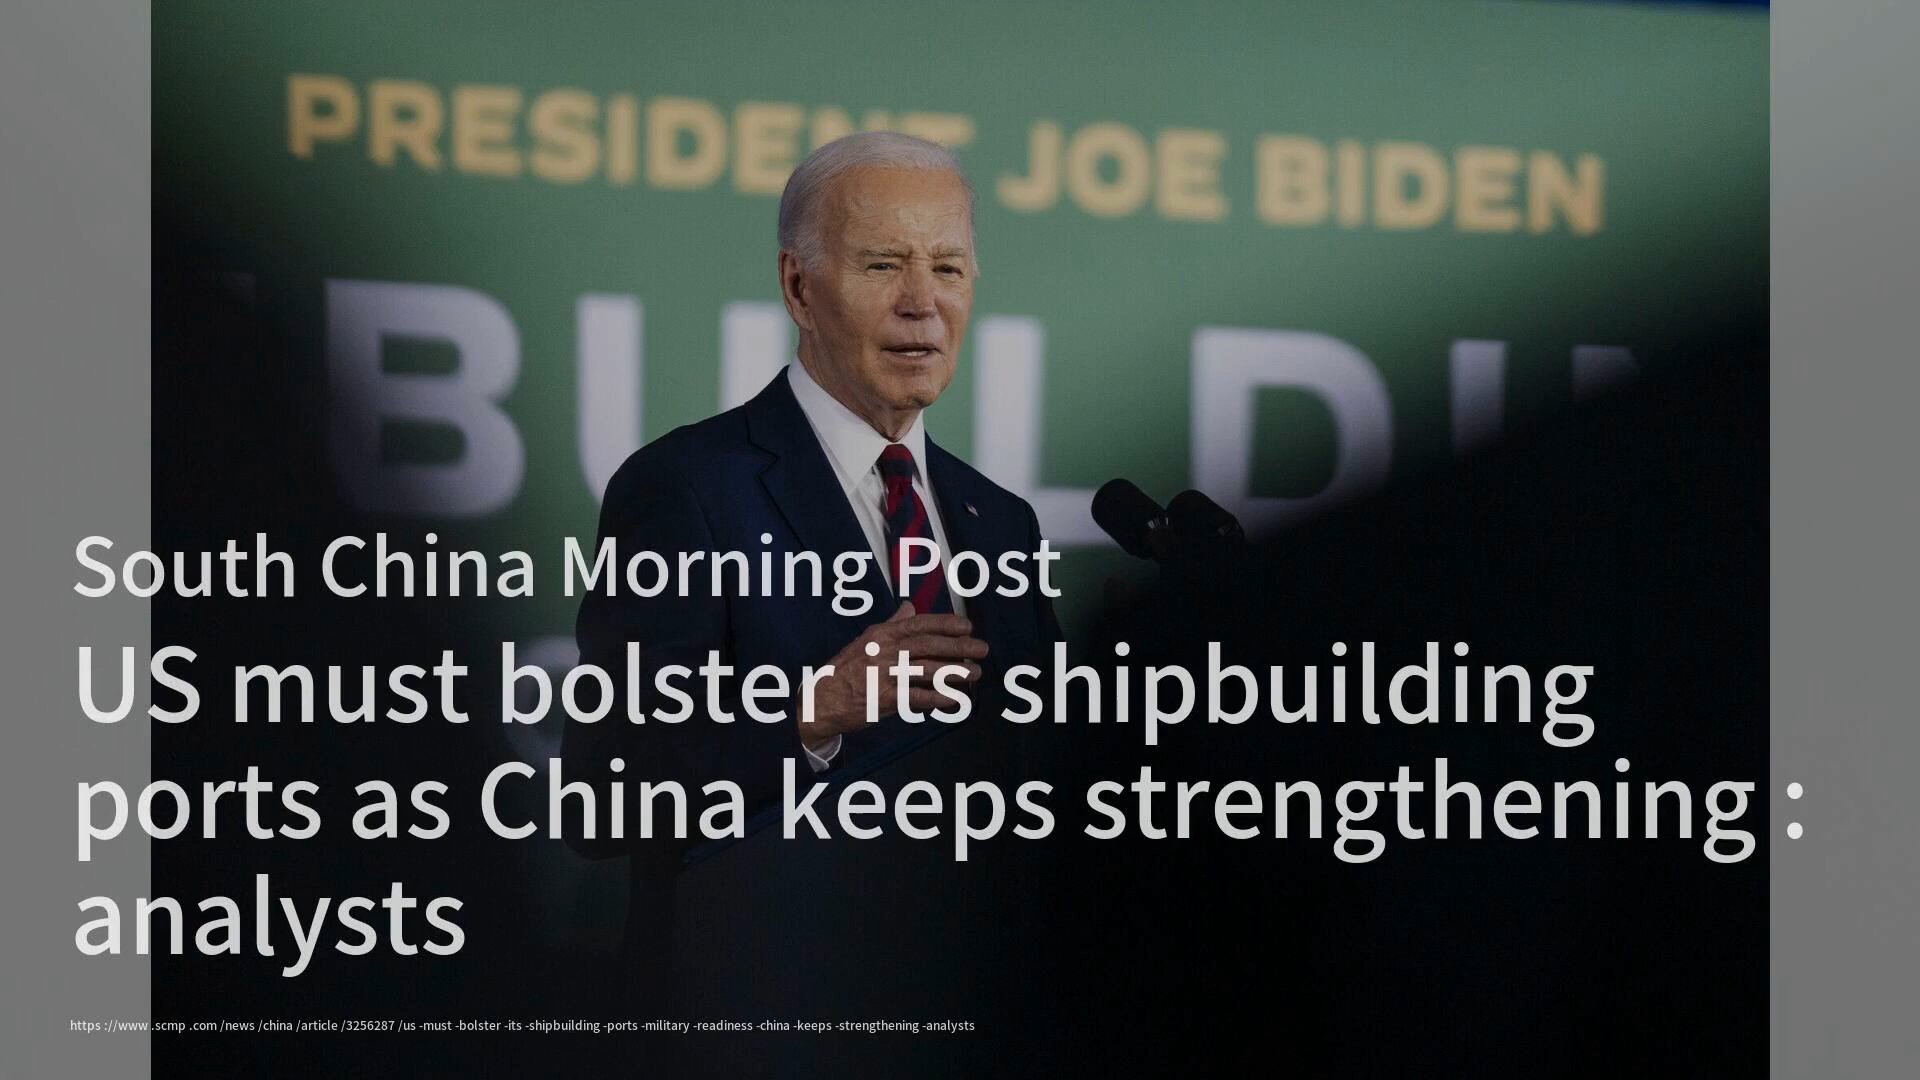 PRESIDENT JOE BIDEN
BUILDIN
South China Morning Post
US must bolster its shipbuilding
ports as China keeps strengthening :
analysts
https ://www .scmp .com /news /china /article /3256287 /us -must -bolster -its -shipbuilding -ports -military -readiness -china -keeps -strengthening -analysts